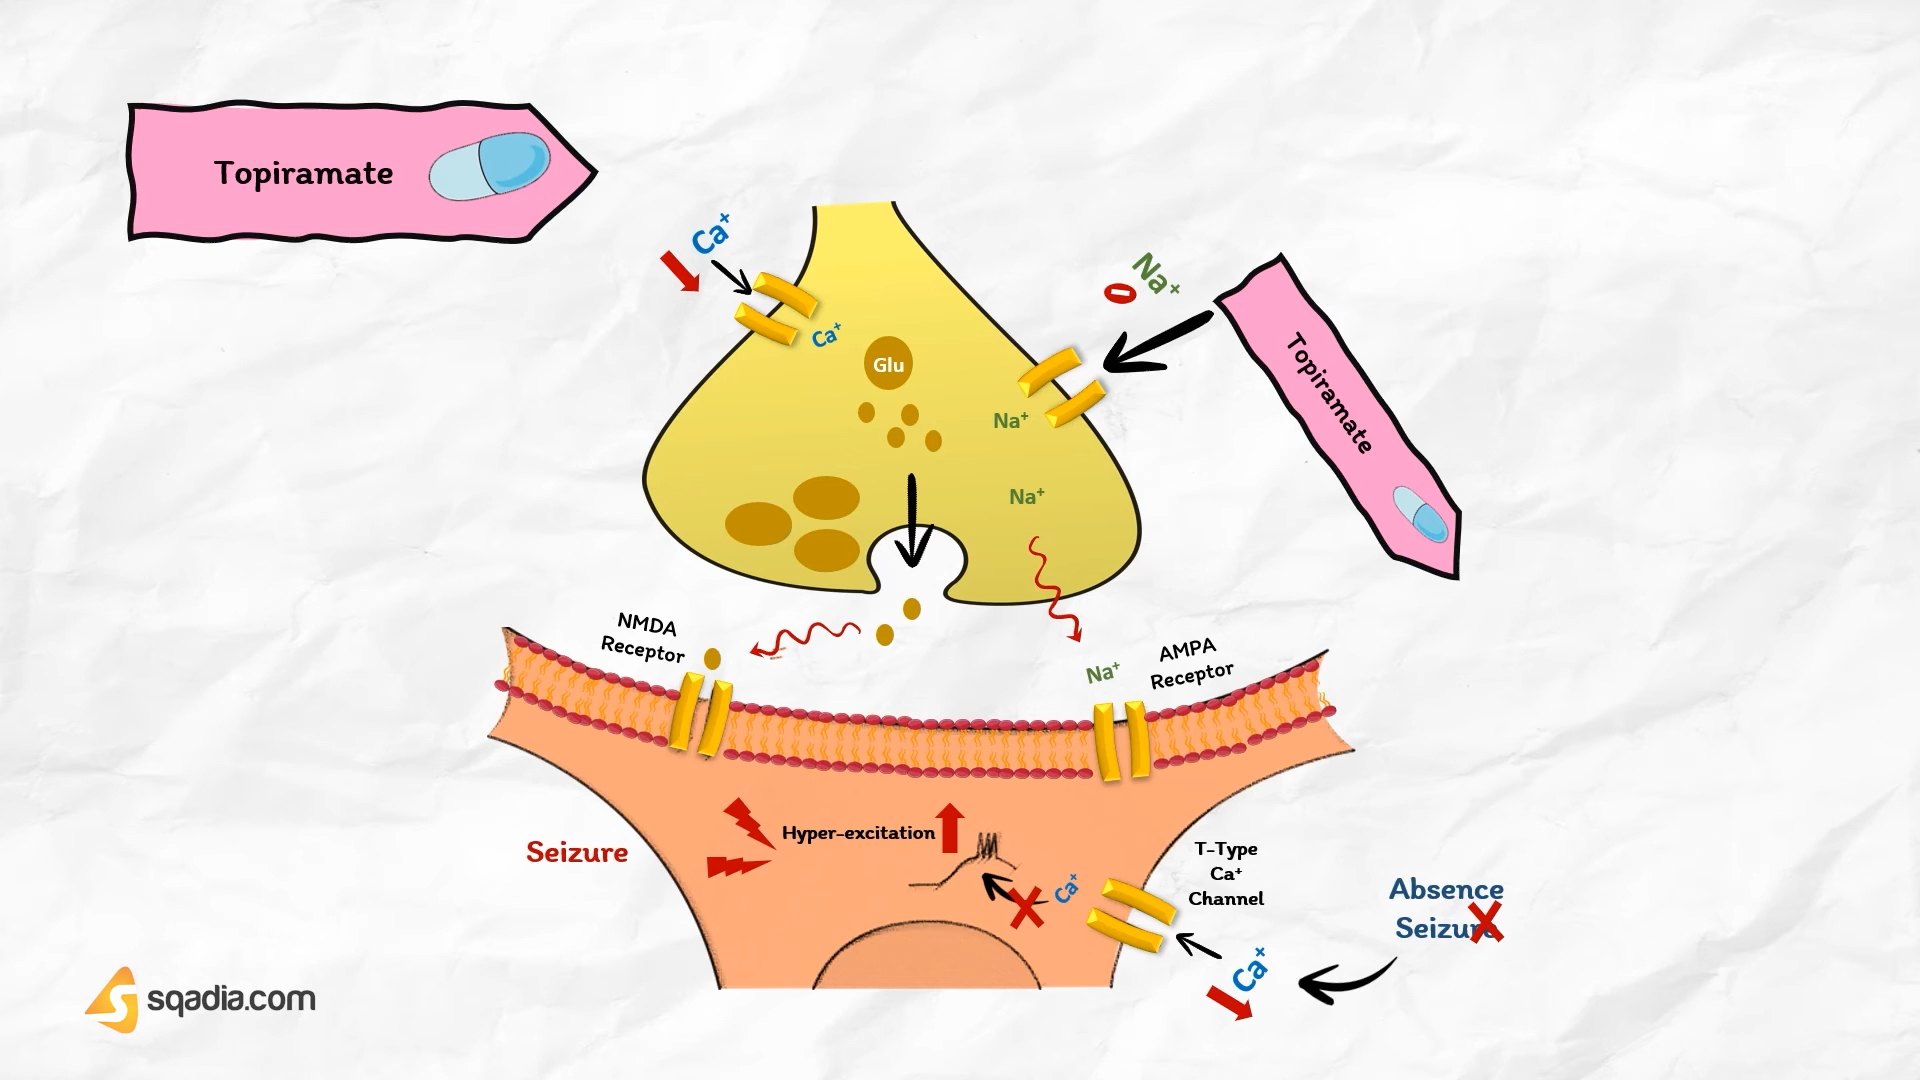 Topiramate
Ca⁺
Na⁺
Ca⁺
Glu
Topiramate
Na⁺
Na⁺
NMDA
Receptor
AMPA
Receptor
Na⁺
Hyper-excitation
Seizure
T-Type
Ca⁺
Channel
Ca⁺
Absence
Seizure
Ca⁺
sqadia.com